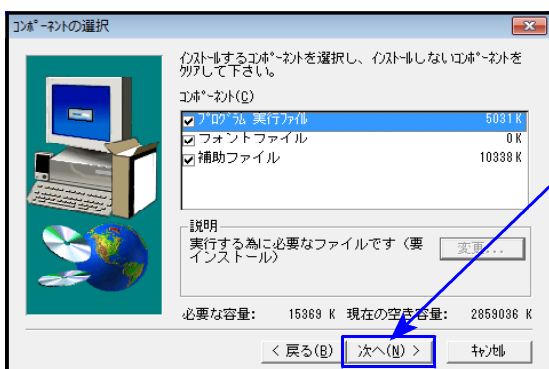 ｺﾝﾎﾟｰﾈﾝﾄの選択
ｲﾝｽﾄｰﾙするｺﾝﾎﾟｰﾈﾝﾄを選択し、ｲﾝｽﾄｰﾙしないｺﾝﾎﾟｰﾈﾝﾄを
ｸﾘｱして下さい。
ｺﾝﾎﾟｰﾈﾝﾄ(C)
ﾌﾟﾛｸﾞﾗﾑ 実行ﾌｧｲﾙ 5031 K
フォントファイル 0 K
補助ファイル 10338 K
説明
実行する為に必要なファイルです（要
インストール）
変更...
必要な容量: 15369 K 現在の空き容量: 2859036 K
< 戻る(B) 次へ(N) > ｷｬﾝｾﾙ